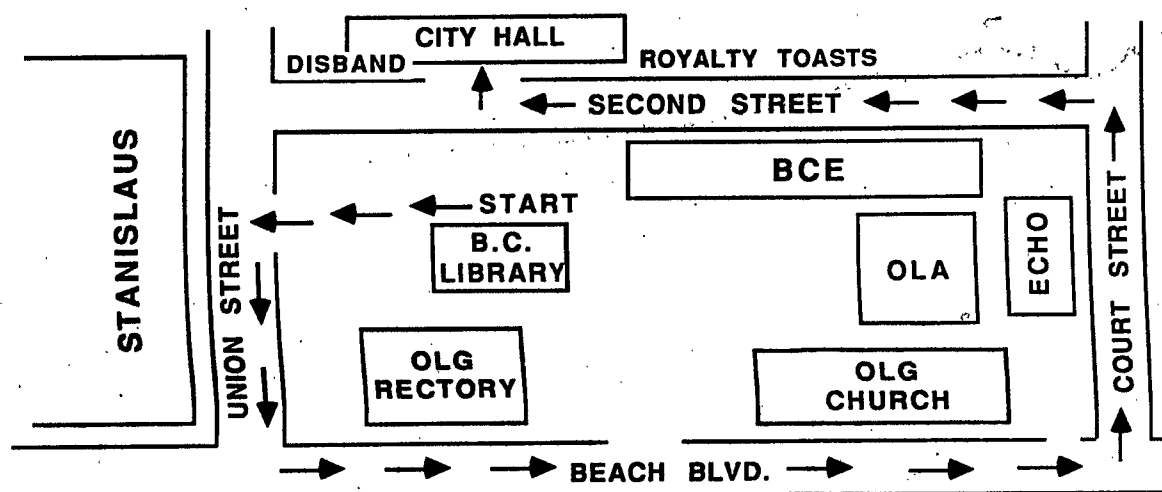 CITY HALL
DISBAND
ROYALTY TOASTS
SECOND STREET
BCE
STANISLAUS
START
B.C.
LIBRARY
UNION STREET
OLA
ECHO
COURT STREET
OLG
RECTORY
OLG
CHURCH
BEACH BLVD.